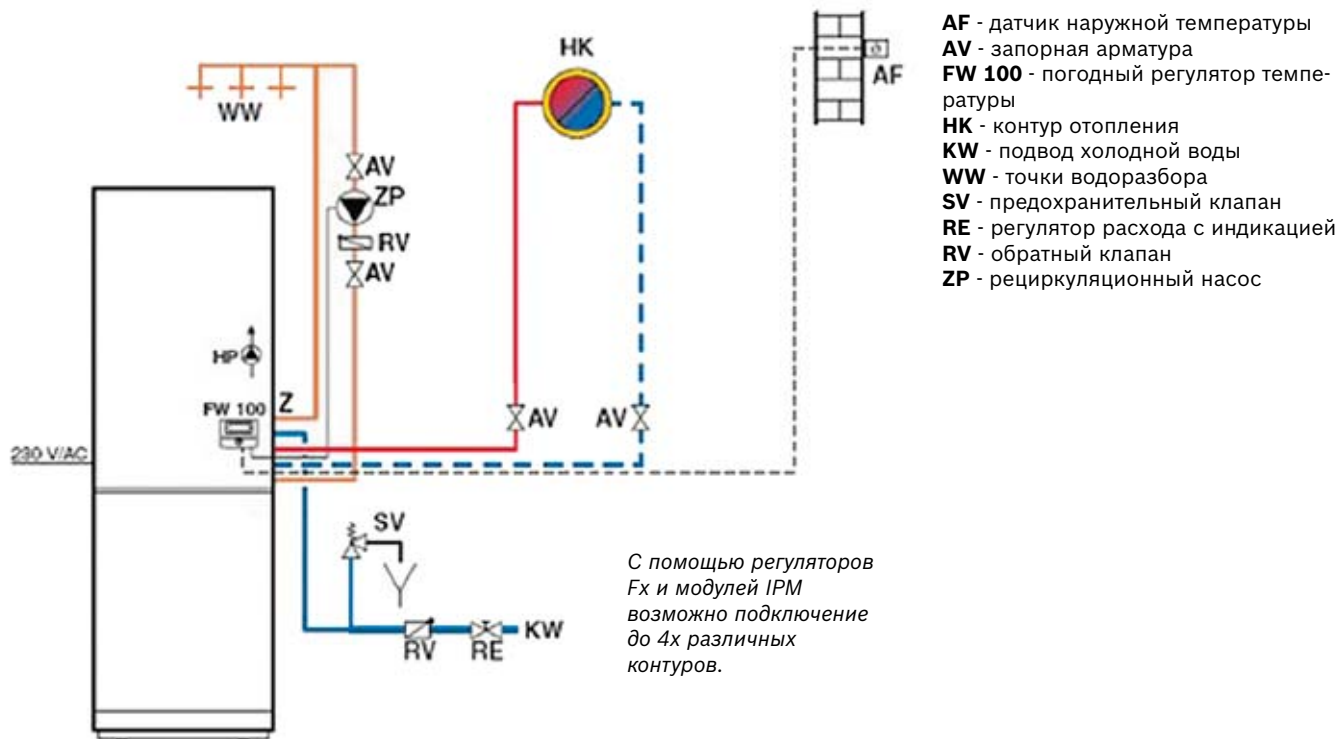 AF - датчик наружной температуры
AV - запорная арматура
FW 100 - погодный регулятор темпе-
ратуры
HK - контур отопления
KW - подвод холодной воды
WW - точки водоразбора
SV - предохранительный клапан
RE - регулятор расхода с индикацией
RV - обратный клапан
ZP - рециркуляционный насос
HK
AF
WW
AV
ZP
RV
AV
HP
FW 100
Z
AV
AV
230 V/AC
SV
KW
RV
RE
С помощью регуляторов
Fx и модулей IPM
возможно подключение
до 4х различных
контуров.